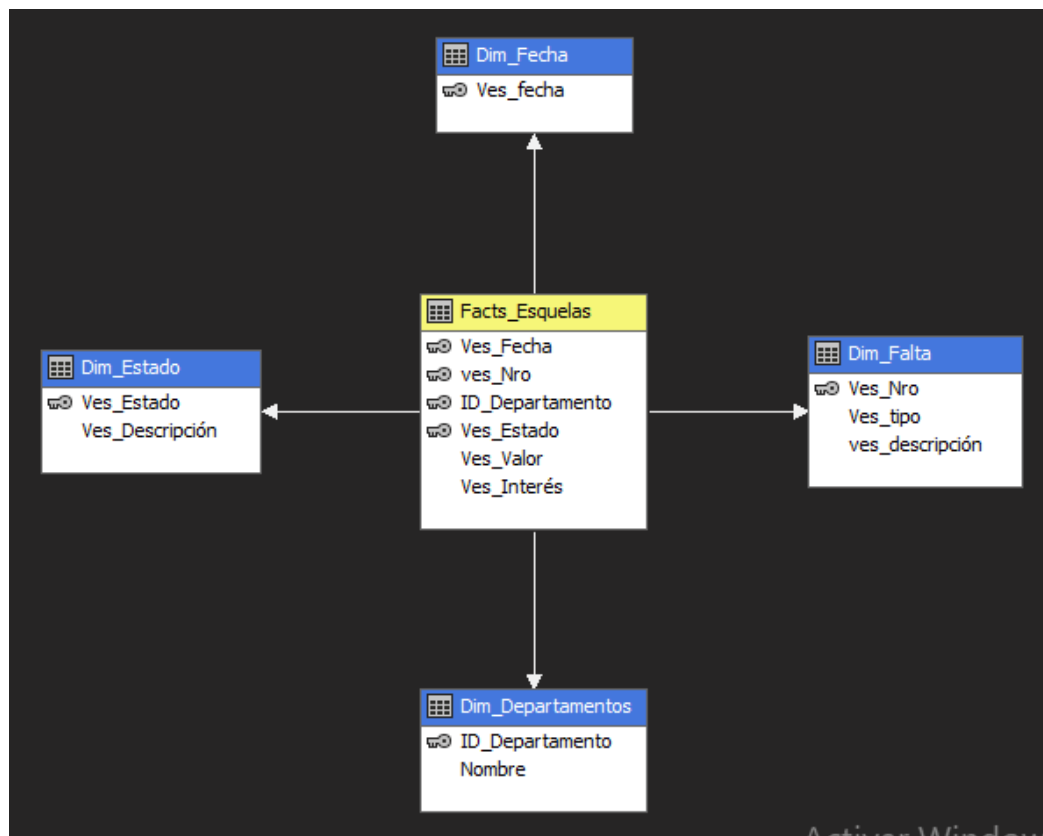 Dim_Fecha
Ves_fecha
Facts_Esquelas
Ves_Fecha
ves_Nro
ID_Departamento
Ves_Estado
Ves_Valor
Ves_Interés
Dim_Estado
Ves_Estado
Ves_Descripción
Dim_Falta
Ves_Nro
Ves_tipo
ves_descripción
Dim_Departamentos
ID_Departamento
Nombre